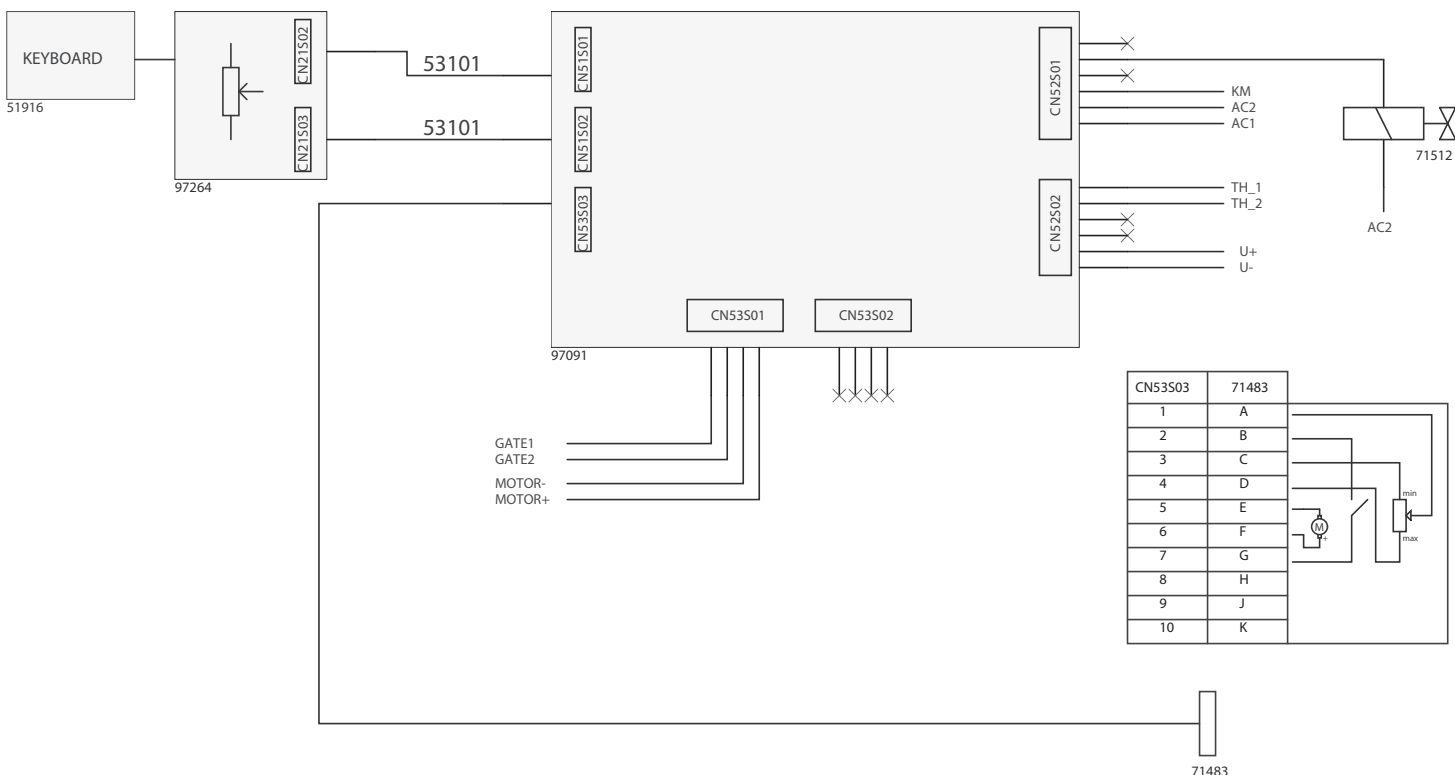 KEYBOARD
51916
CN21S02
CN21S03
97264
53101
53101
CN51S01
CN51S02
CN53S03
CN52S01
CN52S02
CN53S01
CN53S02
97091
KM
AC2
AC1
TH_1
TH_2
U+
U-
71512
AC2
GATE1
GATE2
MOTOR-
MOTOR+
CN53S03 71483
1 A
2 B
3 C
4 D
5 E
6 F
7 G
8 H
9 J
10 K
min
M
+
max
71483